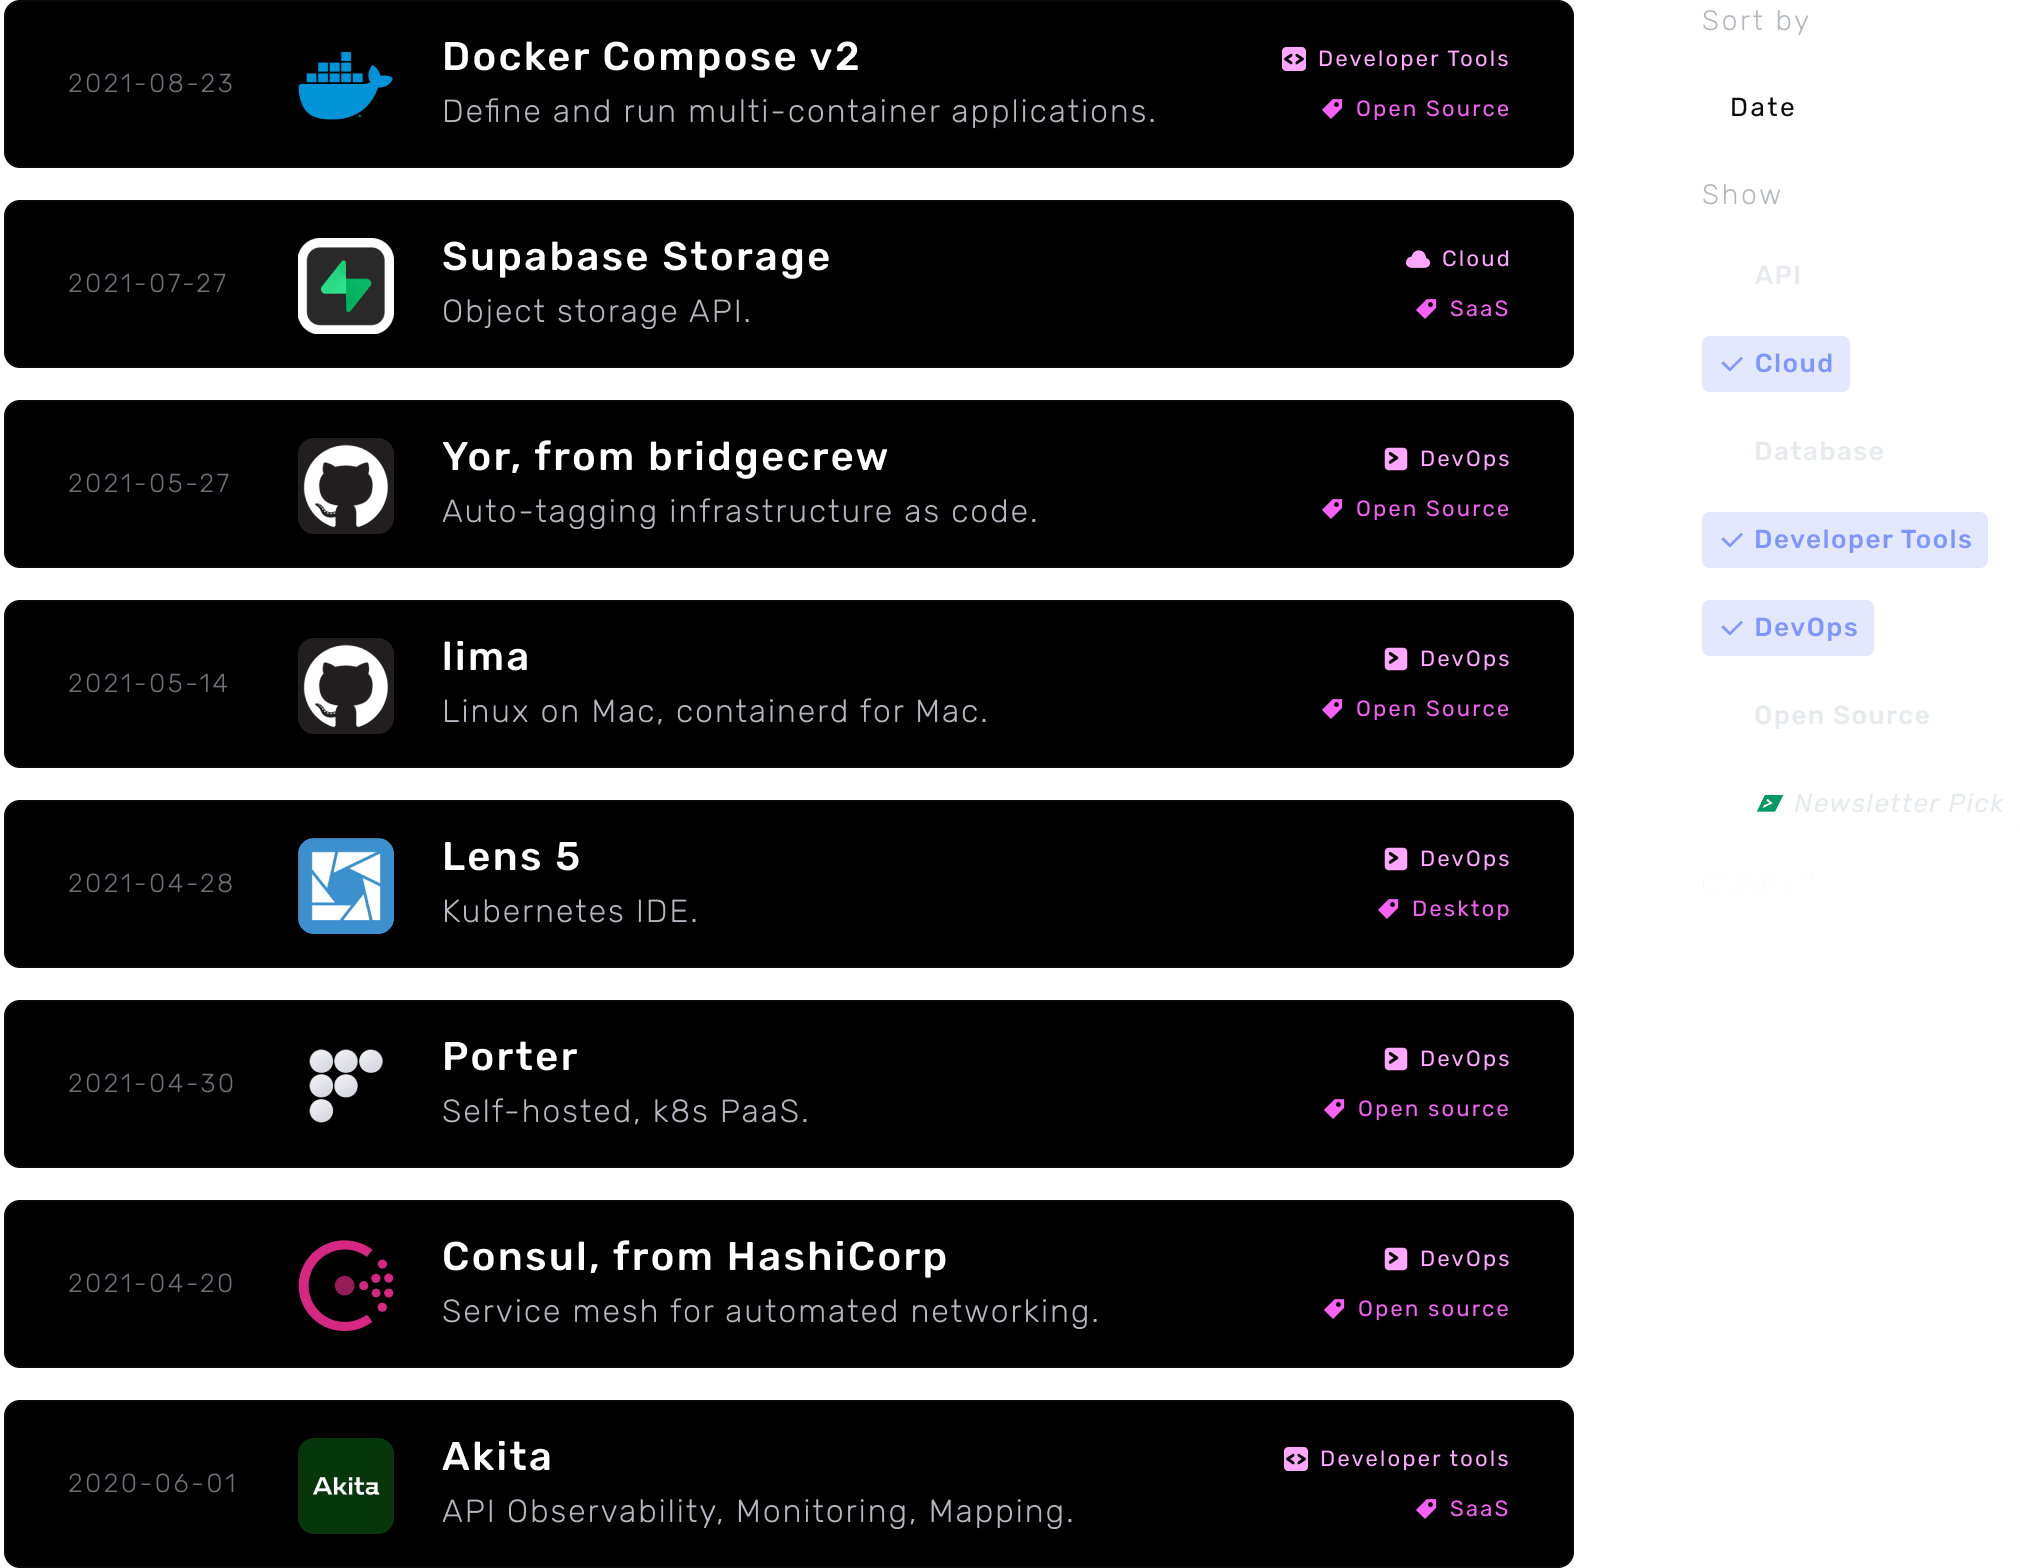 2021-08-23
Docker Compose v2
Define and run multi-container applications.
Developer Tools
Open Source
2021-07-27
Supabase Storage
Object storage API.
Cloud
SaaS
2021-05-27
Yor, from bridgecrew
Auto-tagging infrastructure as code.
DevOps
Open Source
2021-05-14
lima
Linux on Mac, containerd for Mac.
DevOps
Open Source
2021-04-28
Lens 5
Kubernetes IDE.
DevOps
Desktop
2021-04-30
Porter
Self-hosted, k8s PaaS.
DevOps
Open source
2021-04-20
Consul, from HashiCorp
Service mesh for automated networking.
DevOps
Open source
2020-06-01
Akita
Akita
API Observability, Monitoring, Mapping.
Developer tools
SaaS
Sort by
Date
Show
API
Cloud
Database
Developer Tools
DevOps
Open Source
Newsletter Pick